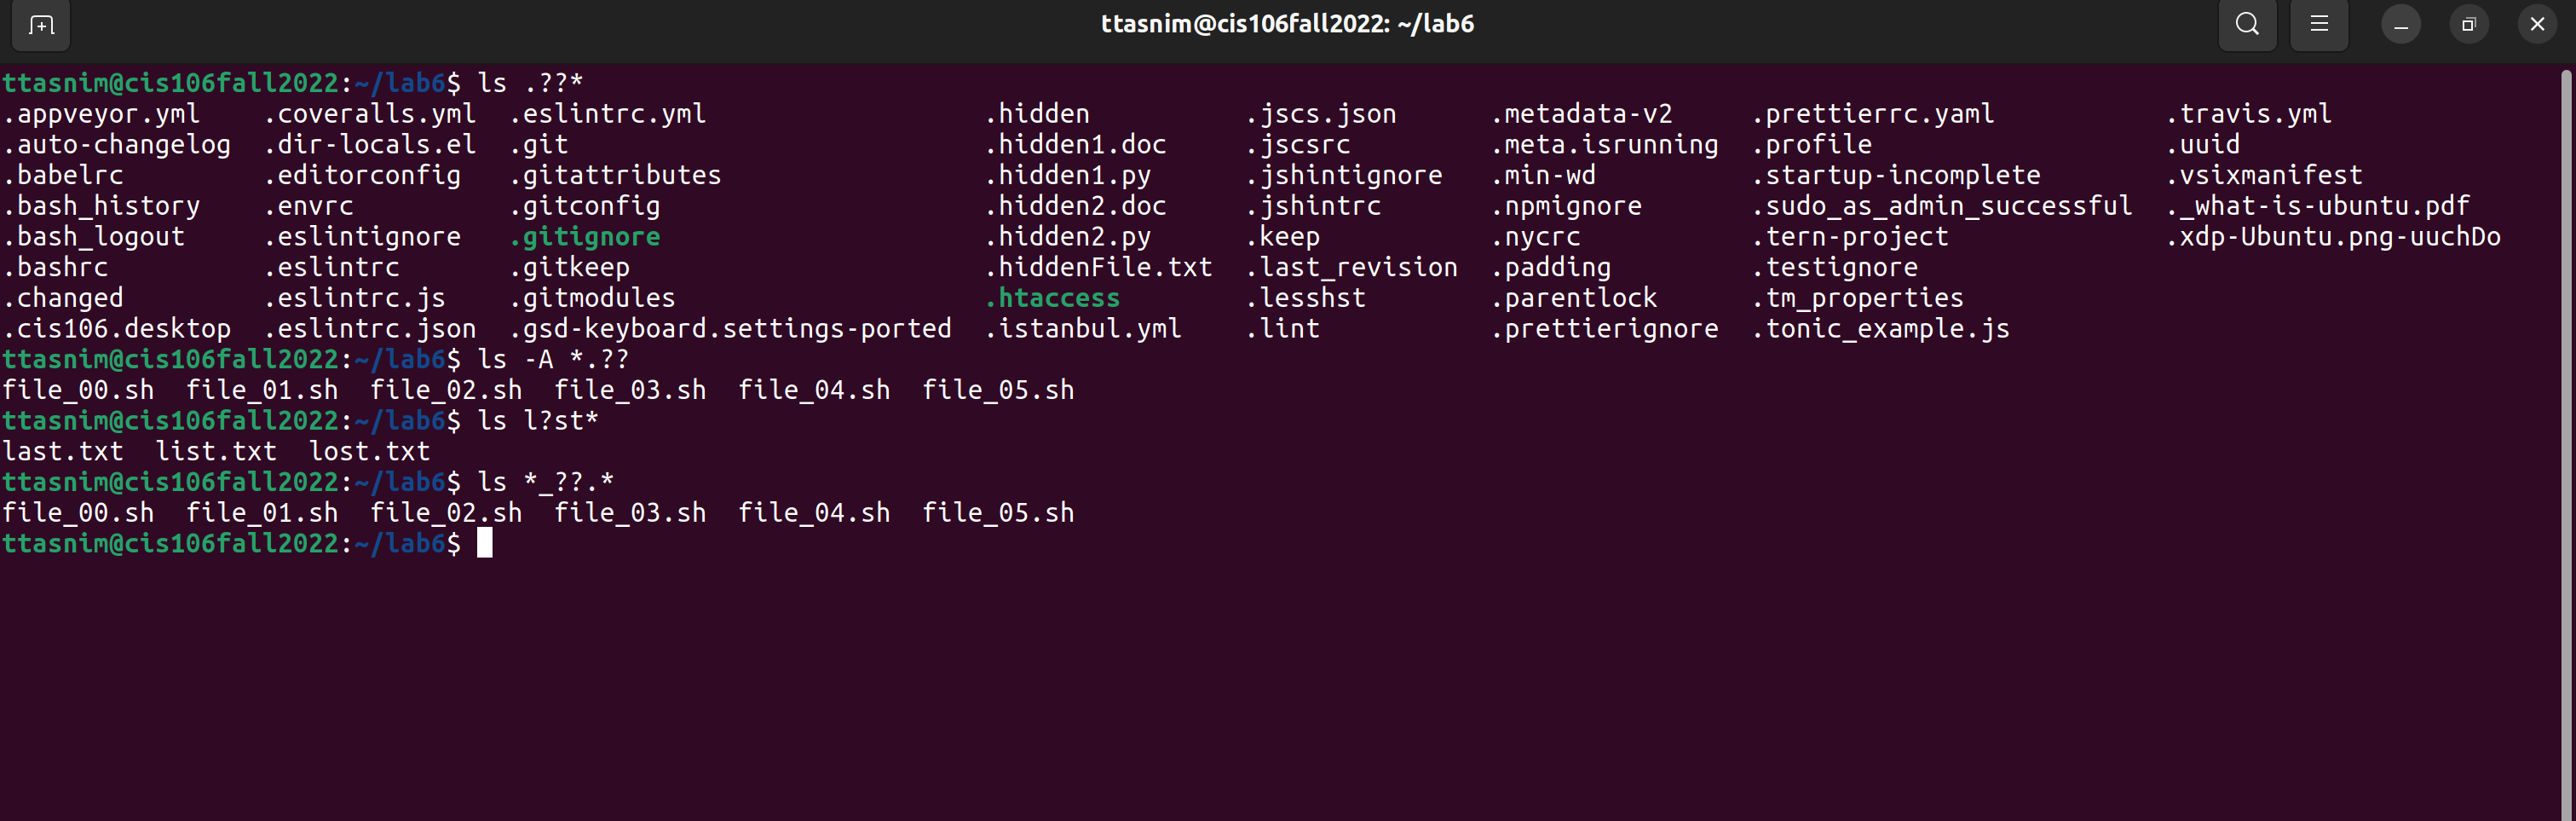 ttasnim@cis106fall2022: ~/lab6
ttasnim@cis106fall2022:~/lab6$ ls .??*
.appveyor.yml .coveralls.yml .eslintrc.yml .hidden .jscs.json .metadata-v2 .prettierrc.yaml .travis.yml
.auto-changelog .dir-locals.el .git .hidden1.doc .jscsrc .meta.isrunning .profile .uuid
.babelrc .editorconfig .gitattributes .hidden1.py .jshintignore .min-wd .startup-incomplete .vsixmanifest
.bash_history .envrc .gitconfig .hidden2.doc .jshintrc .npmignore .sudo_as_admin_successful ._what-is-ubuntu.pdf
.bash_logout .eslintignore .gitignore .hidden2.py .keep .nycrc .tern-project .xdp-Ubuntu.png-uuchDo
.bashrc .eslintrc .gitkeep .hiddenFile.txt .last_revision .padding .testignore
.changed .eslintrc.js .gitmodules .htaccess .lesshst .parentlock .tm_properties
.cis106.desktop .eslintrc.json .gsd-keyboard.settings-ported .istanbul.yml .lint .prettierignore .tonic_example.js
ttasnim@cis106fall2022:~/lab6$ ls -A *.??
file_00.sh file_01.sh file_02.sh file_03.sh file_04.sh file_05.sh
ttasnim@cis106fall2022:~/lab6$ ls l?st*
last.txt list.txt lost.txt
ttasnim@cis106fall2022:~/lab6$ ls *_??.*
file_00.sh file_01.sh file_02.sh file_03.sh file_04.sh file_05.sh
ttasnim@cis106fall2022:~/lab6$